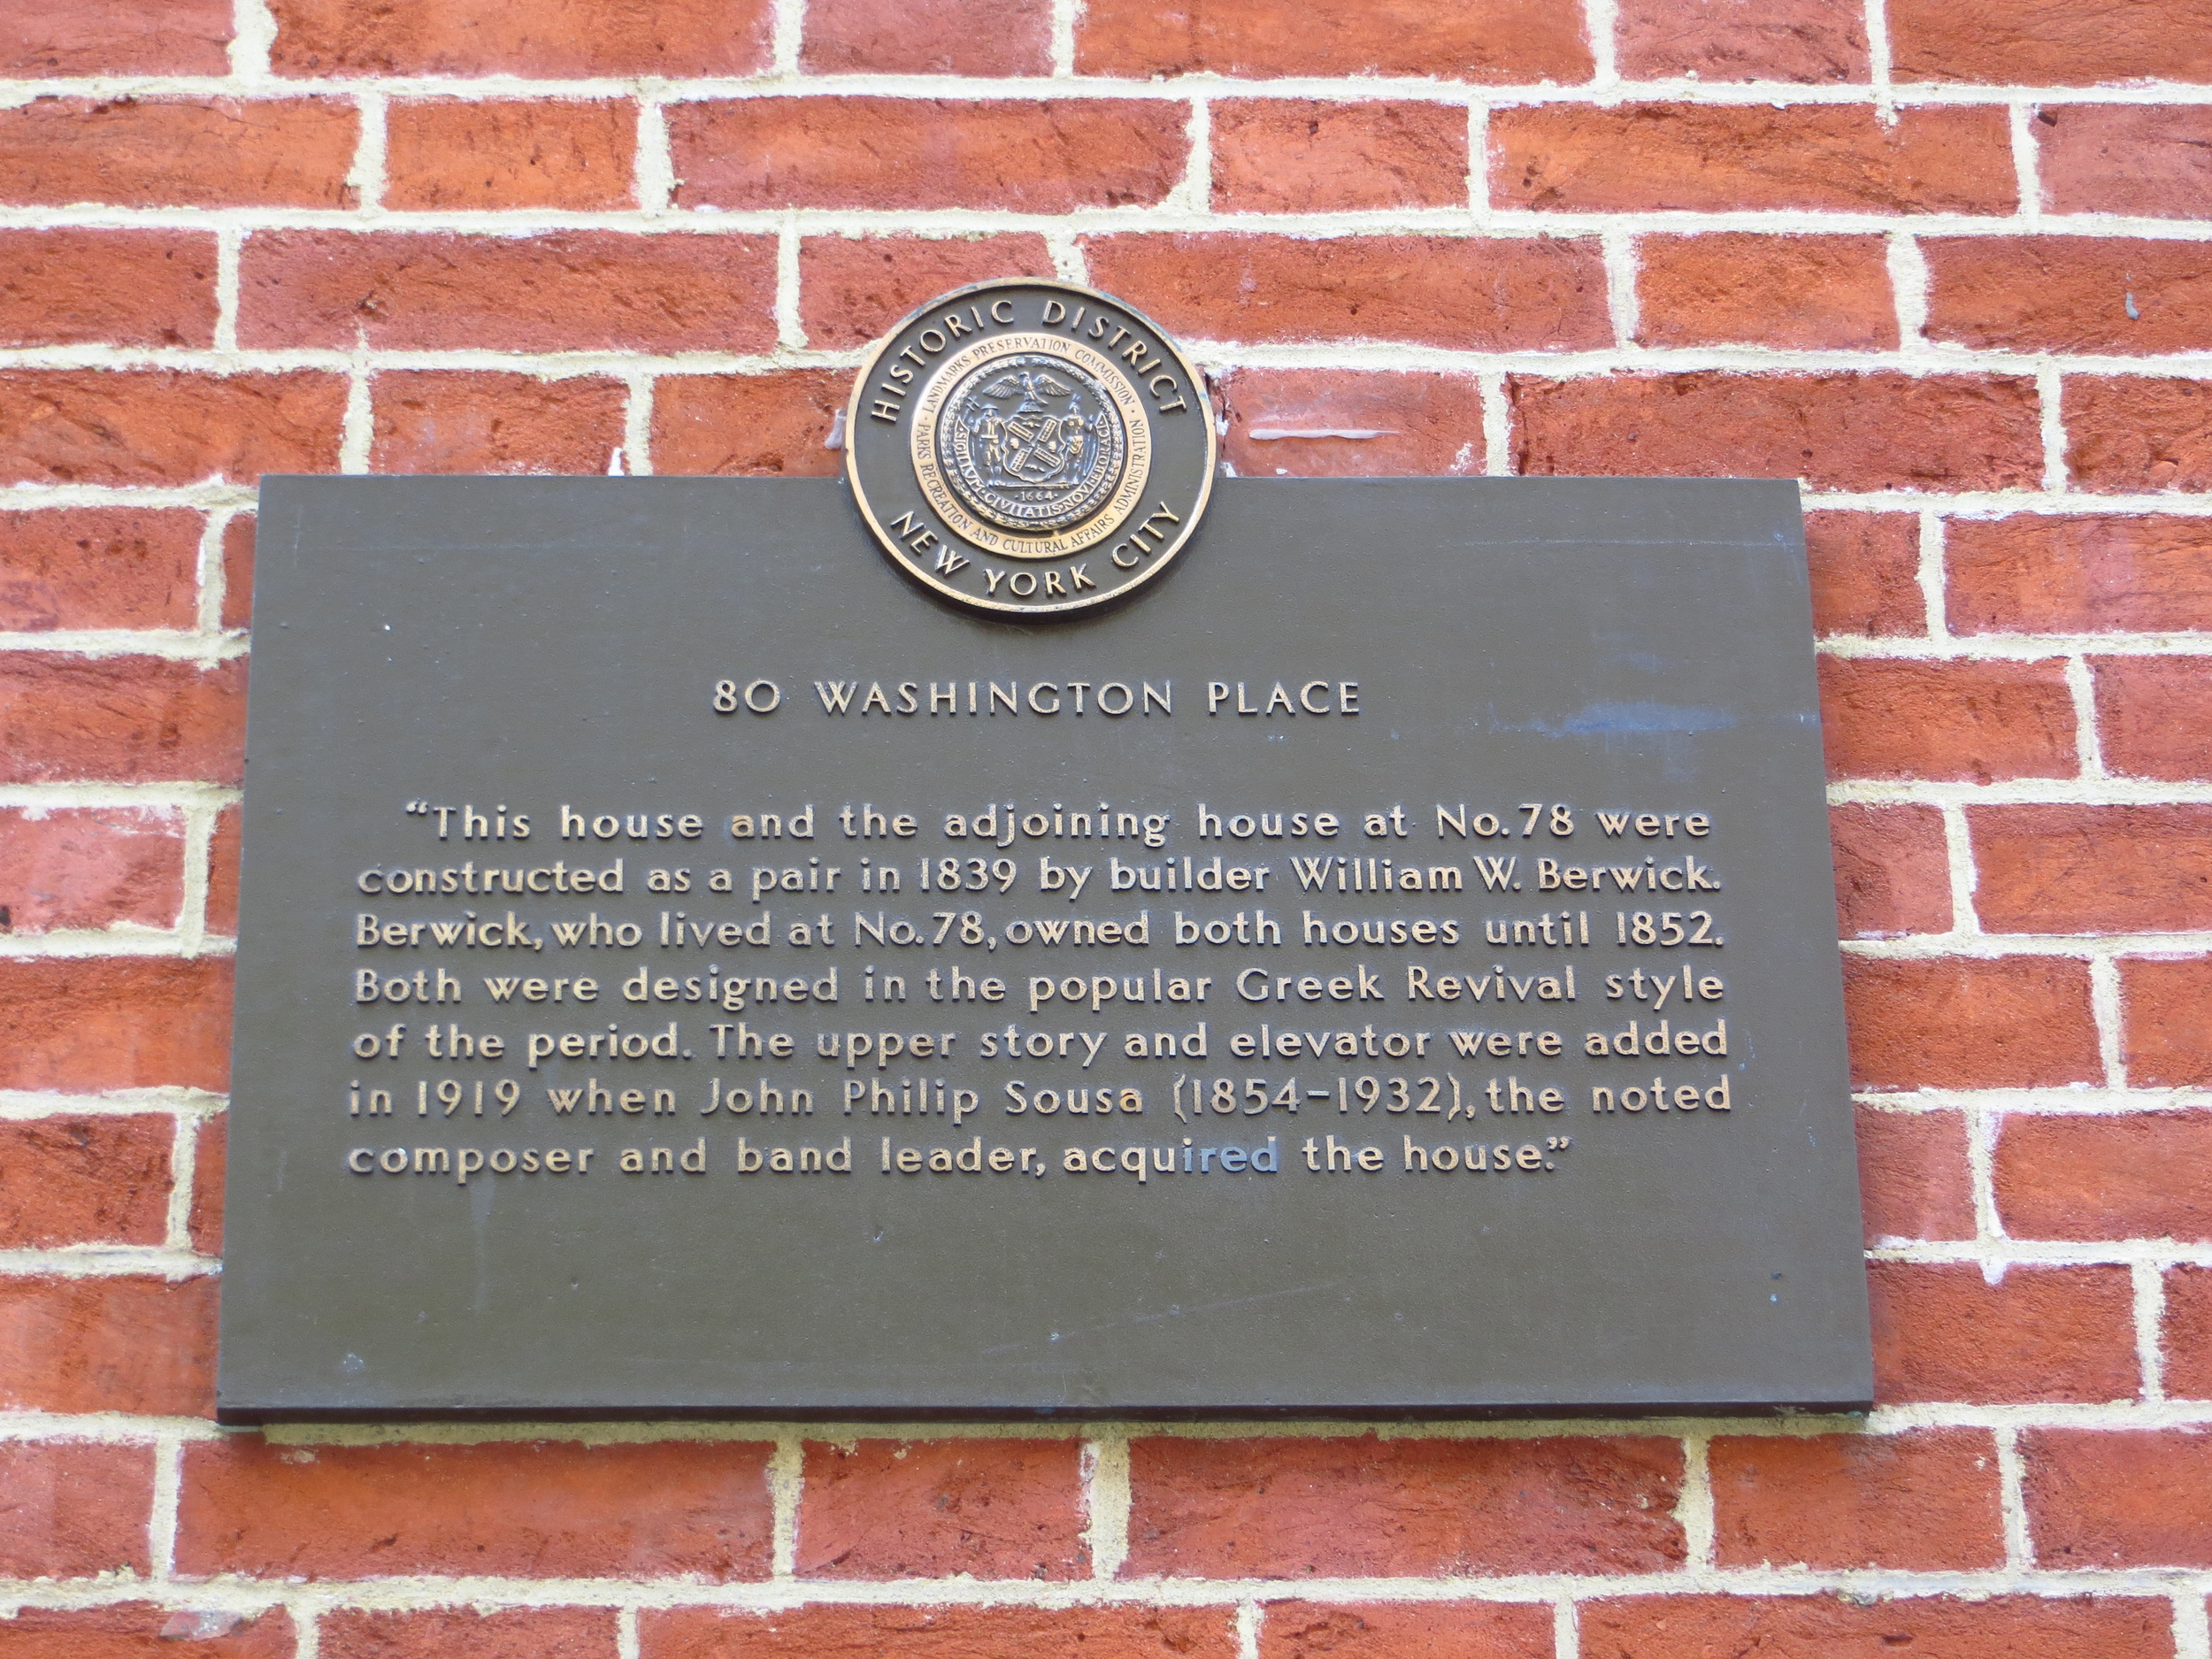 HISTORIC DISTRICT
LANDMARKS PRESERVATION COMMISSION ·
PARKS RECREATION AND CULTURAL AFFAIRS ADMINISTRATION ·
SIGILLVM · CIVITATIS · NOVI · EBORACI
· 1664 ·
NEW YORK CITY
80 WASHINGTON PLACE
“This house and the adjoining house at No. 78 were
constructed as a pair in 1839 by builder William W. Berwick.
Berwick, who lived at No. 78, owned both houses until 1852.
Both were designed in the popular Greek Revival style
of the period. The upper story and elevator were added
in 1919 when John Philip Sousa (1854–1932), the noted
composer and band leader, acquired the house.”